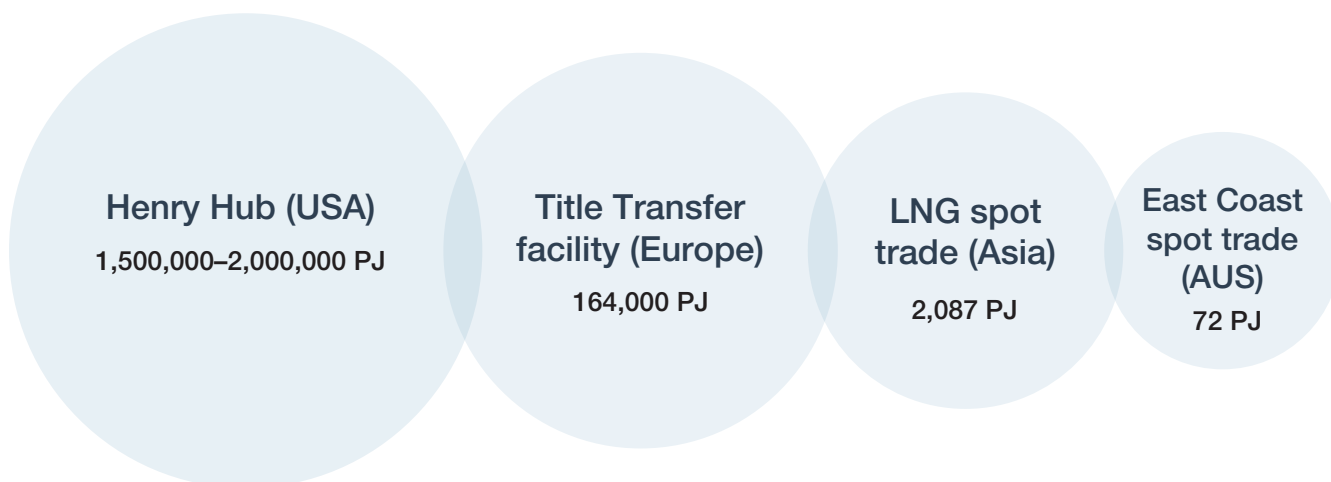 Henry Hub (USA)
1,500,000–2,000,000 PJ
Title Transfer
facility (Europe)
164,000 PJ
LNG spot
trade (Asia)
2,087 PJ
East Coast
spot trade
(AUS)
72 PJ